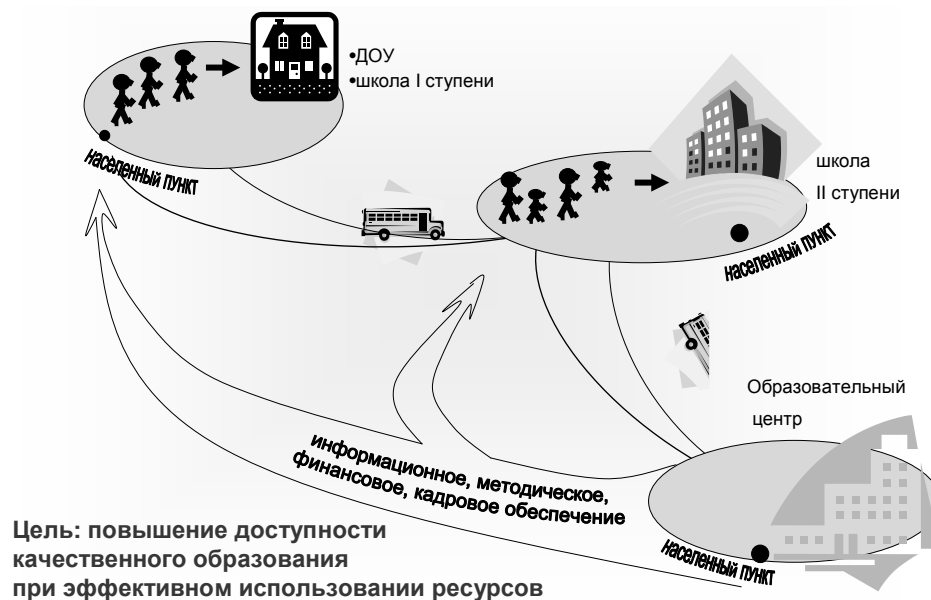 •ДОУ
•школа I ступени
населенный пункт
школа
II ступени
населенный пункт
Образовательный
центр
информационное, методическое,
финансовое, кадровое обеспечение
населенный пункт
Цель: повышение доступности
качественного образования
при эффективном использовании ресурсов